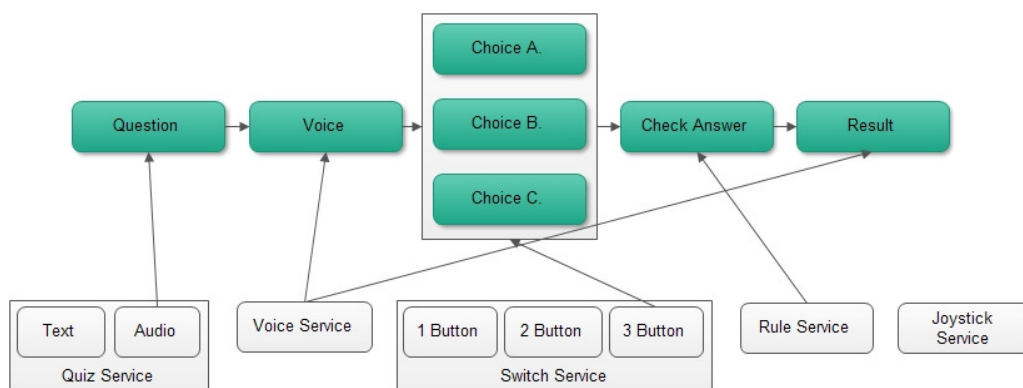 Choice A.
Question
Voice
Choice B.
Check Answer
Result
Choice C.
Text
Audio
Quiz Service
Voice Service
1 Button
2 Button
3 Button
Switch Service
Rule Service
Joystick
Service